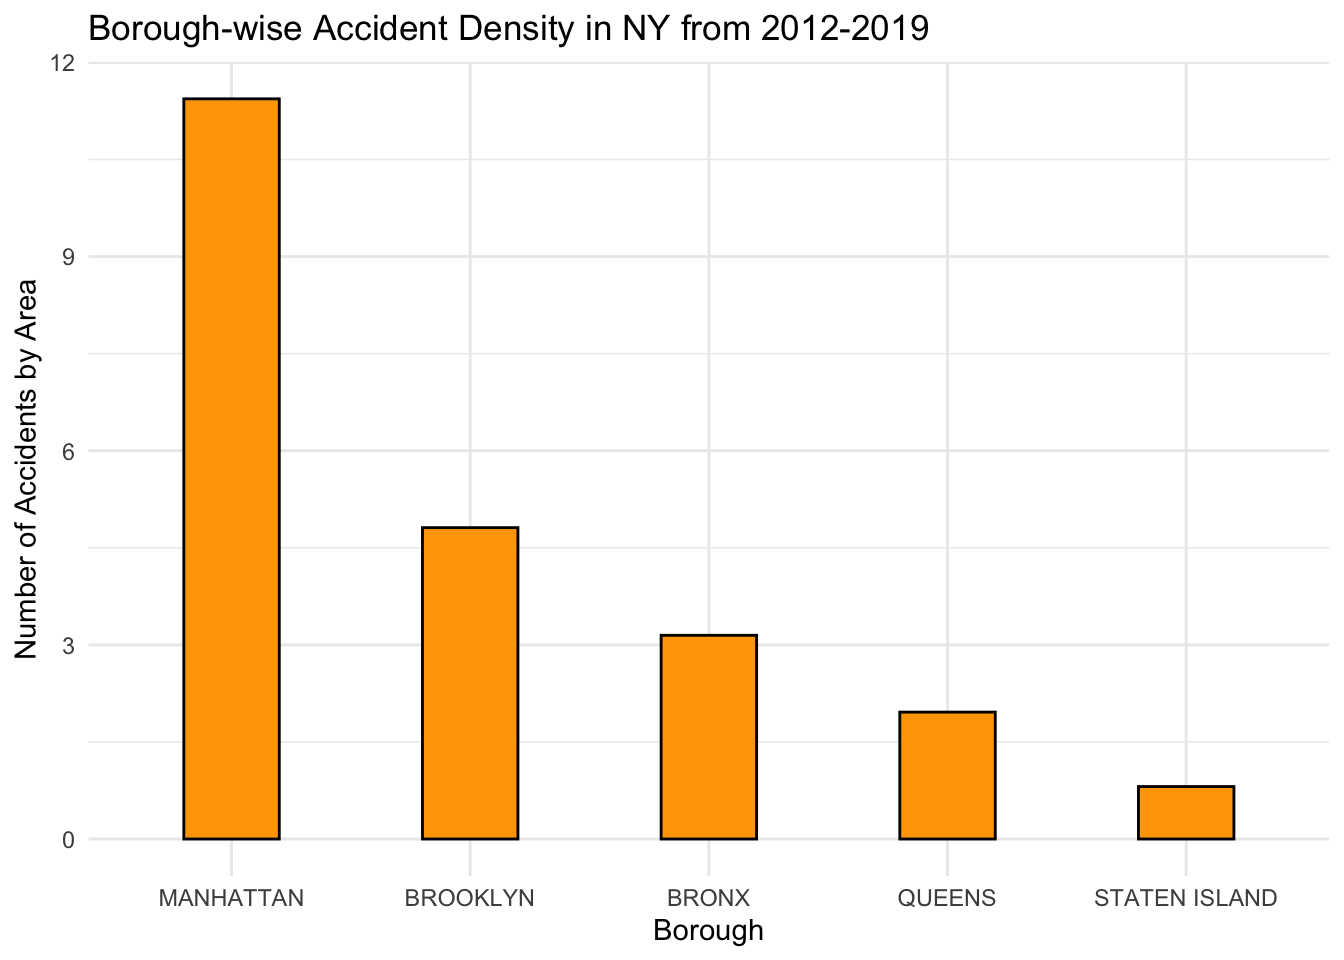 Borough-wise Accident Density in NY from 2012-2019
12
9
6
3
0
Number of Accidents by Area
MANHATTAN
BROOKLYN
BRONX
QUEENS
STATEN ISLAND
Borough